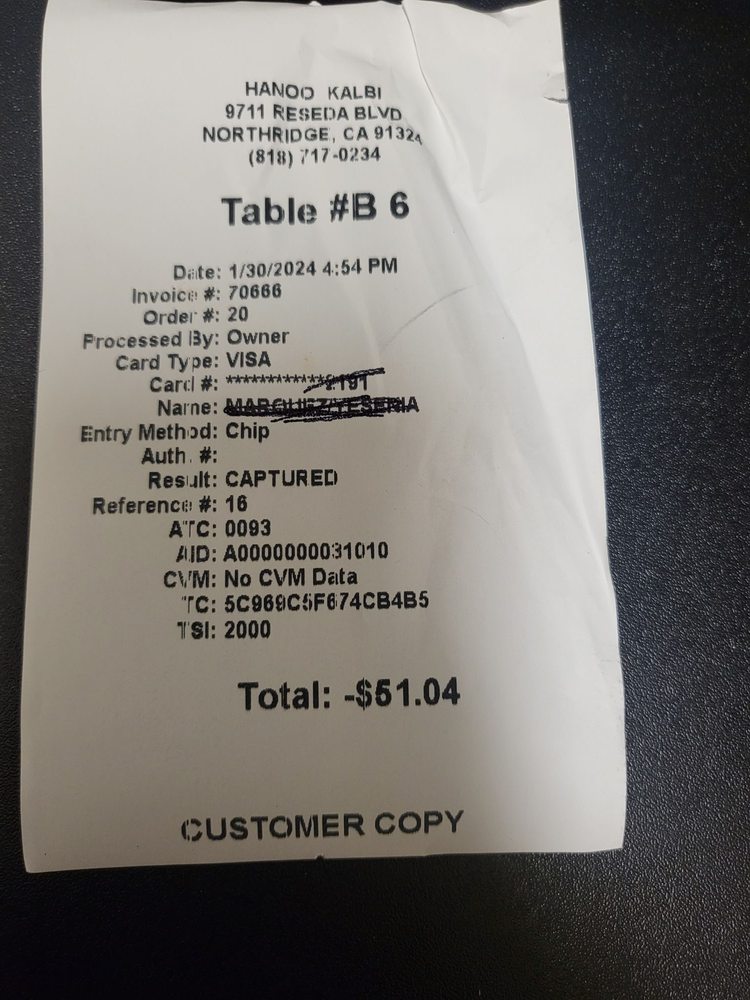 HANOO KALBI
9711 RESEDA BLVD
NORTHRIDGE, CA 91324
(818) 717-0234
Table #B 6
Date: 1/30/2024 4:54 PM
Invoice #: 70666
Order #: 20
Processed By: Owner
Card Type: VISA
Card #: ************
Name:
Entry Method: Chip
Auth. #:
Result: CAPTURED
Reference #: 16
ATC: 0093
AID: A0000000031010
CVM: No CVM Data
TC: 5C969C5F674CB4B5
TSI: 2000
Total: -$51.04
CUSTOMER COPY